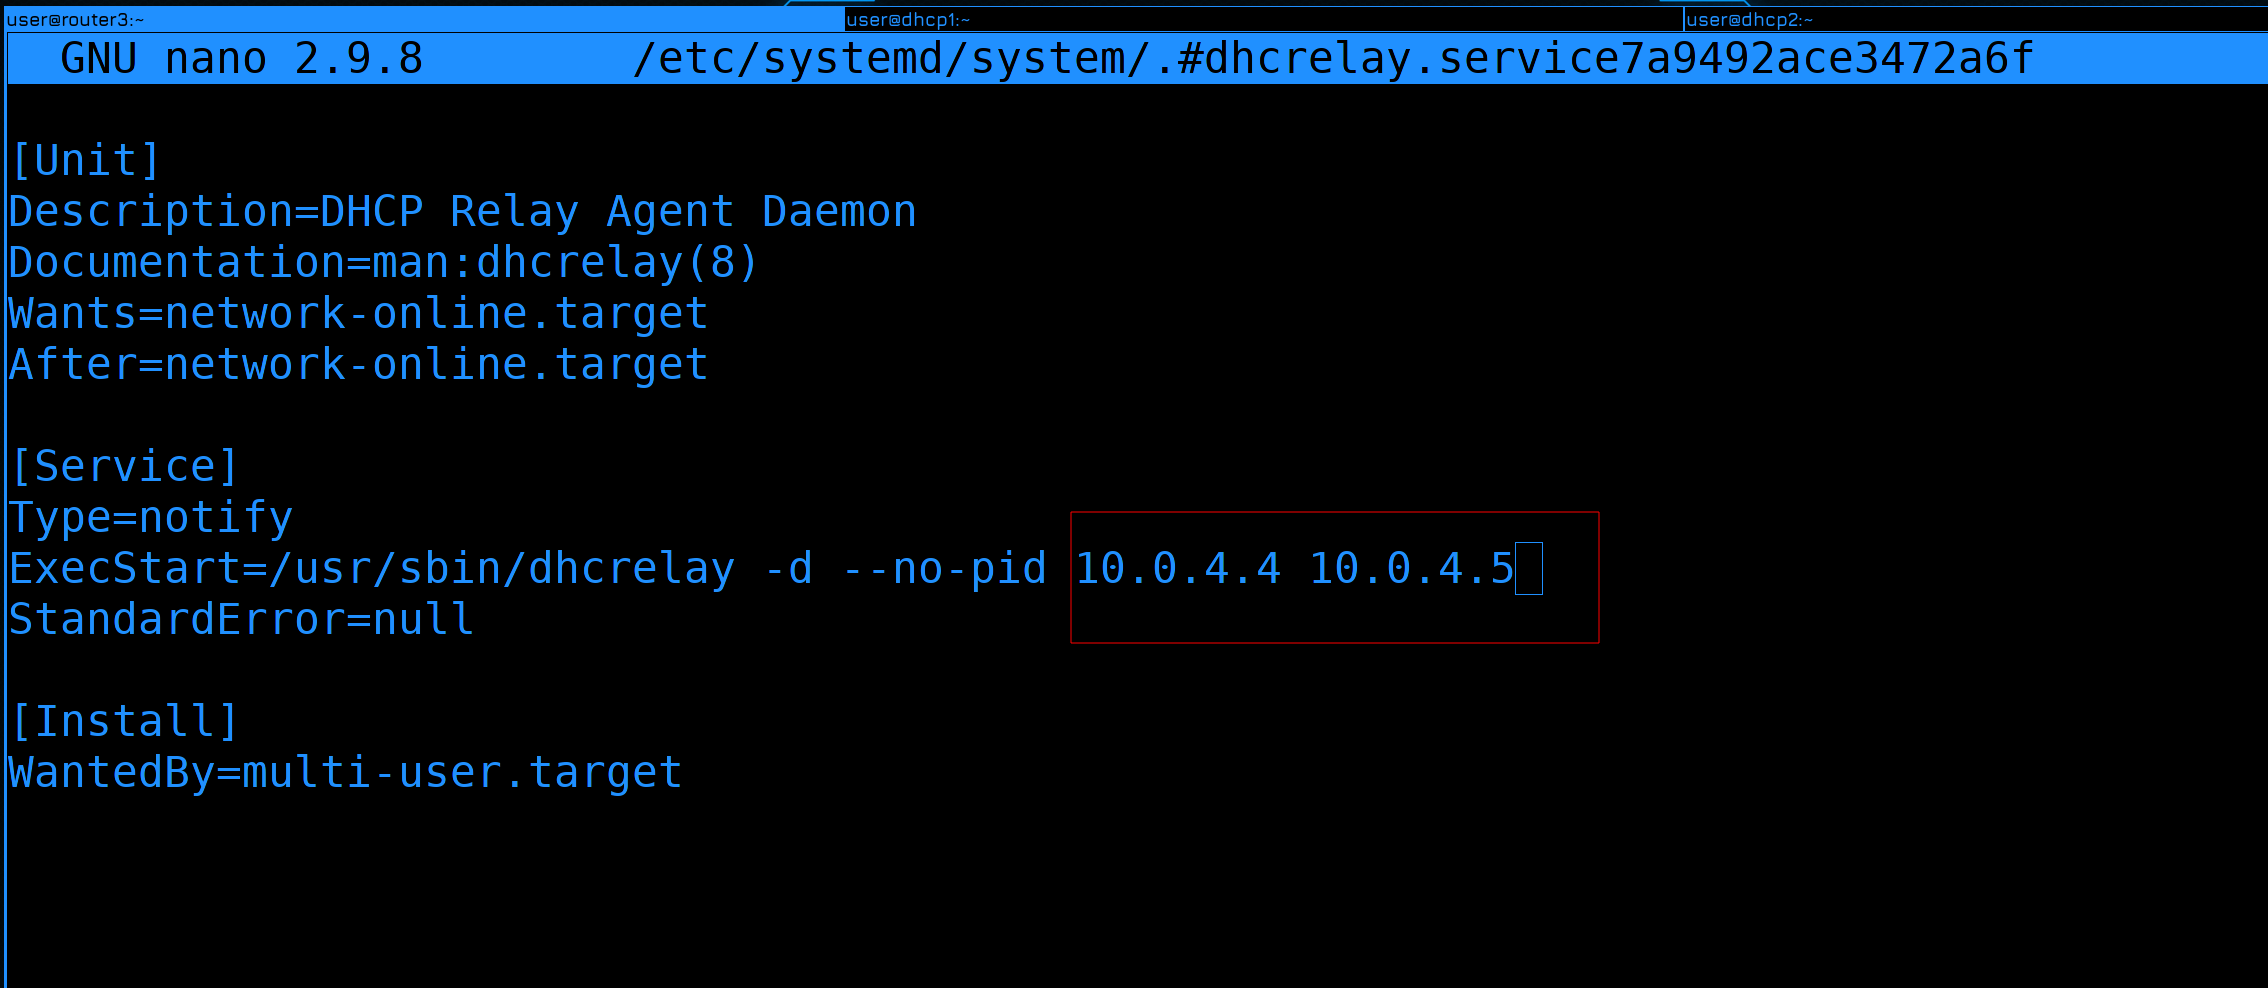 user@router3:~ user@dhcp1:~ user@dhcp2:~
GNU nano 2.9.8 /etc/systemd/system/.#dhcrelay.service7a9492ace3472a6f
[Unit]
Description=DHCP Relay Agent Daemon
Documentation=man:dhcrelay(8)
Wants=network-online.target
After=network-online.target
[Service]
Type=notify
ExecStart=/usr/sbin/dhcrelay -d --no-pid 10.0.4.4 10.0.4.5
StandardError=null
[Install]
WantedBy=multi-user.target